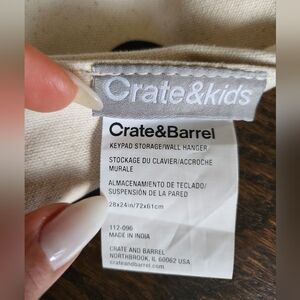 Crate&kids
Crate&Barrel
KEYPAD STORAGE/WALL HANGER/
STOCKAGE DU CLAVIER/ACCROCHE
MURALE
ALMACENAMIENTO DE TECLADO/
SUSPENSIÓN DE LA PARED
28x24in/72x61cm
112-096
MADE IN INDIA
CRATE AND BARREL
NORTHBROOK, IL 60062 USA
crateandbarrel.com